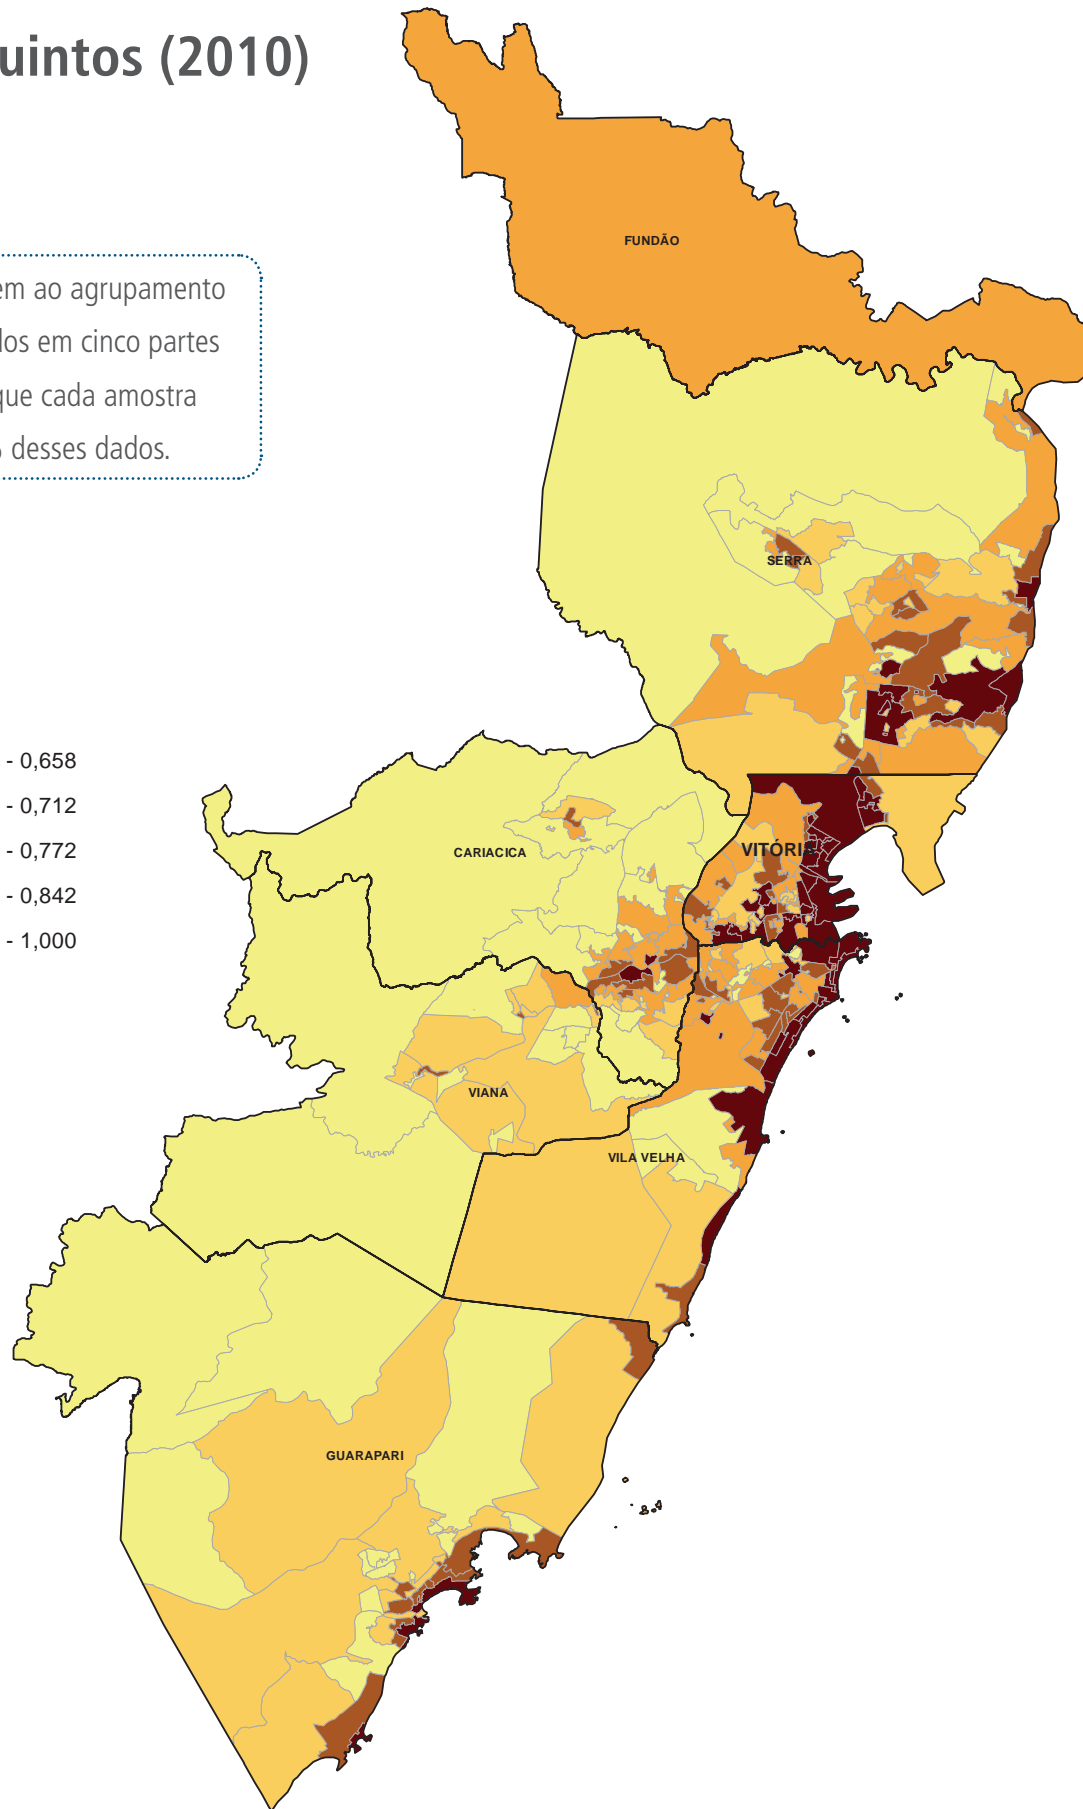 uintos (2010)
em ao agrupamento
los em cinco partes
que cada amostra
desses dados.
- 0,658
- 0,712
- 0,772
- 0,842
- 1,000
FUNDÃO
SERRA
CARIACICA
VITÓRIA
VIANA
VILA VELHA
GUARAPARI